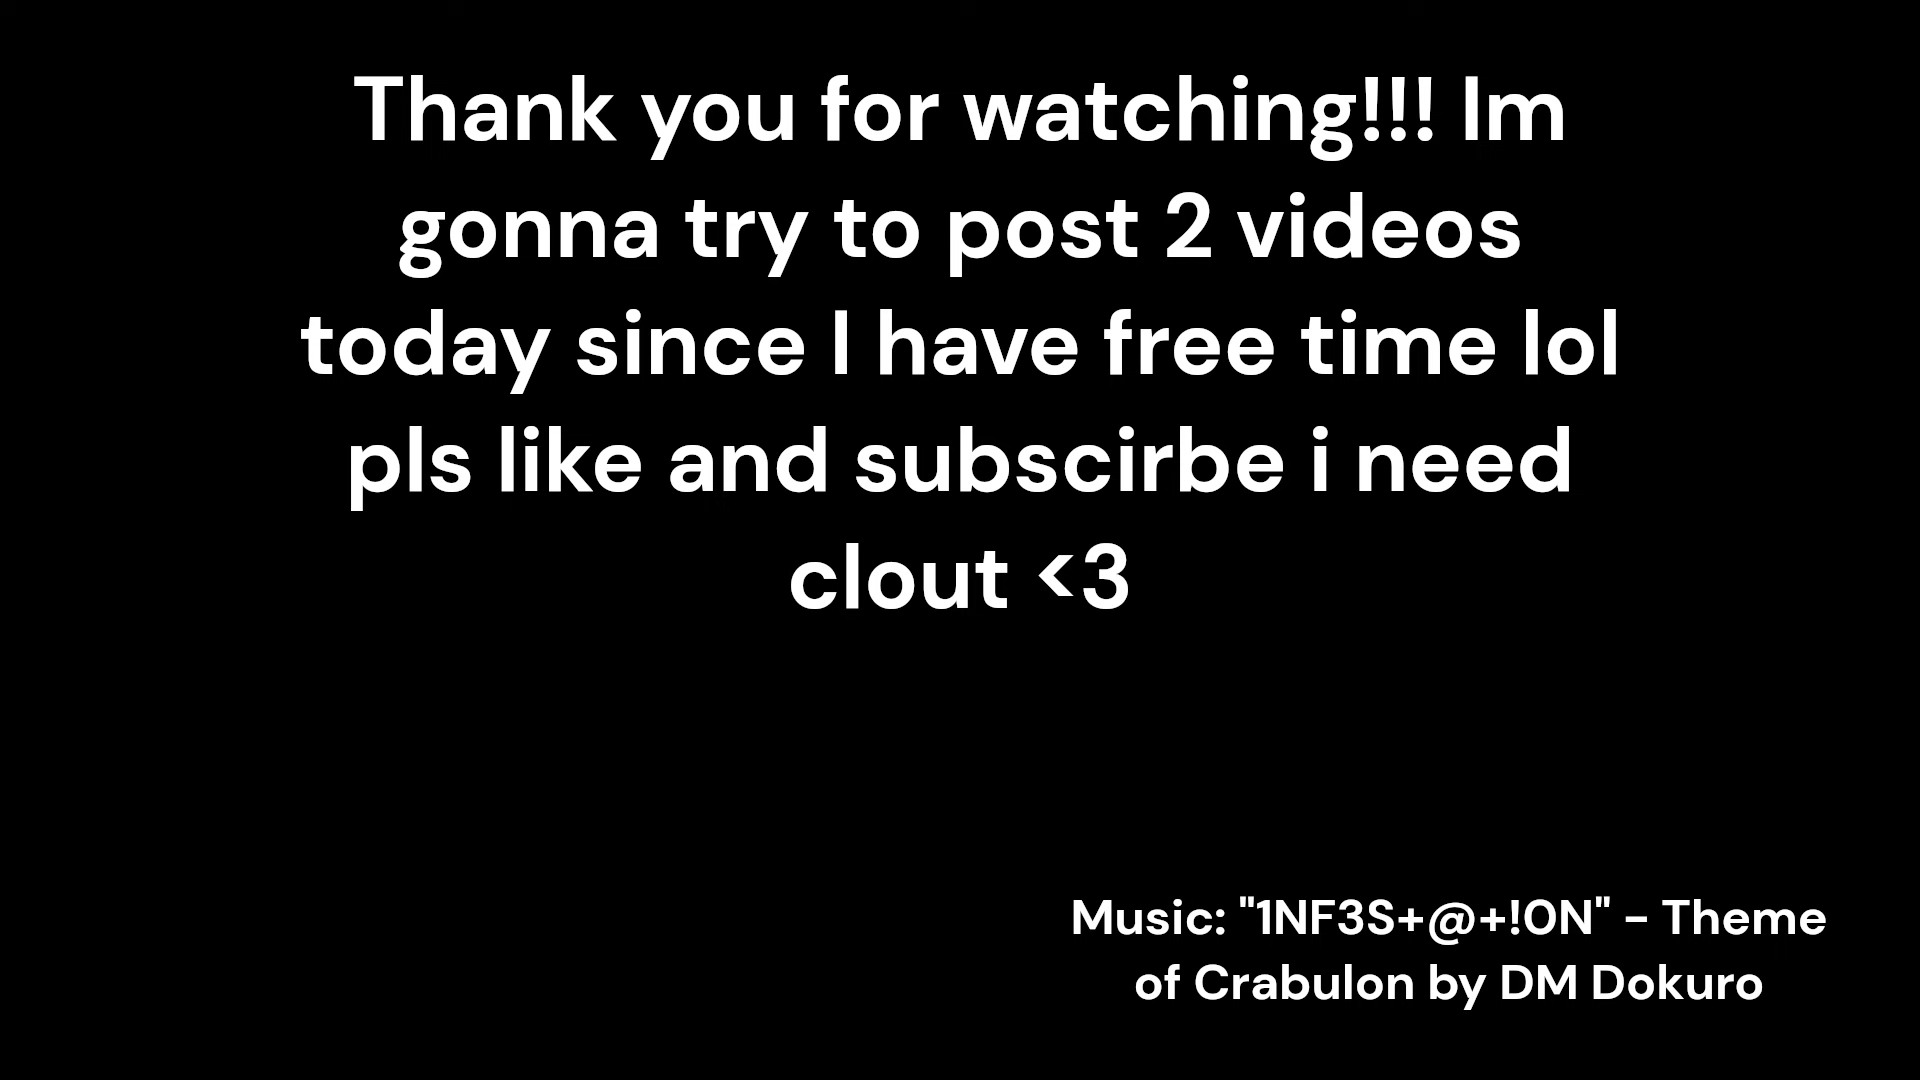 Thank you for watching!!! Im
gonna try to post 2 videos
today since I have free time lol
pls like and subscirbe i need
clout <3
Music: "1NF3S+@+!0N" - Theme
of Crabulon by DM Dokuro